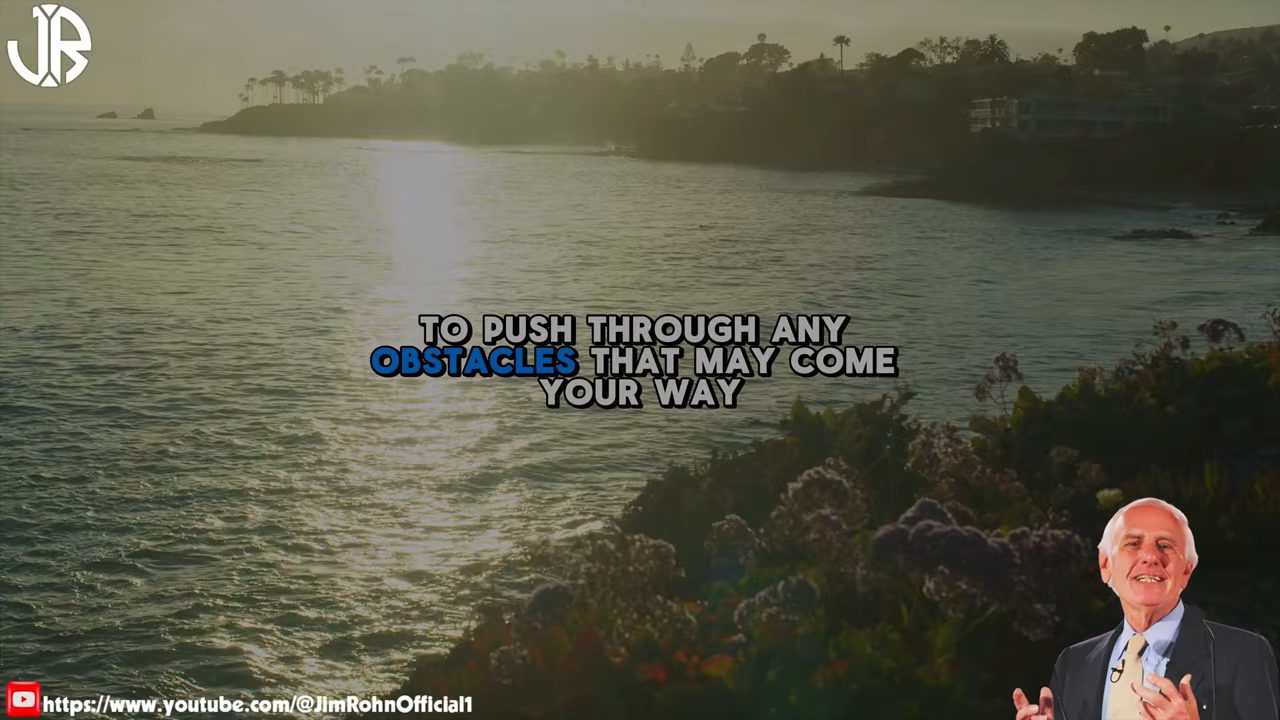 JR
TO PUSH THROUGH ANY
OBSTACLES THAT MAY COME
YOUR WAY
https://www.youtube.com/@JimRohnOfficial1